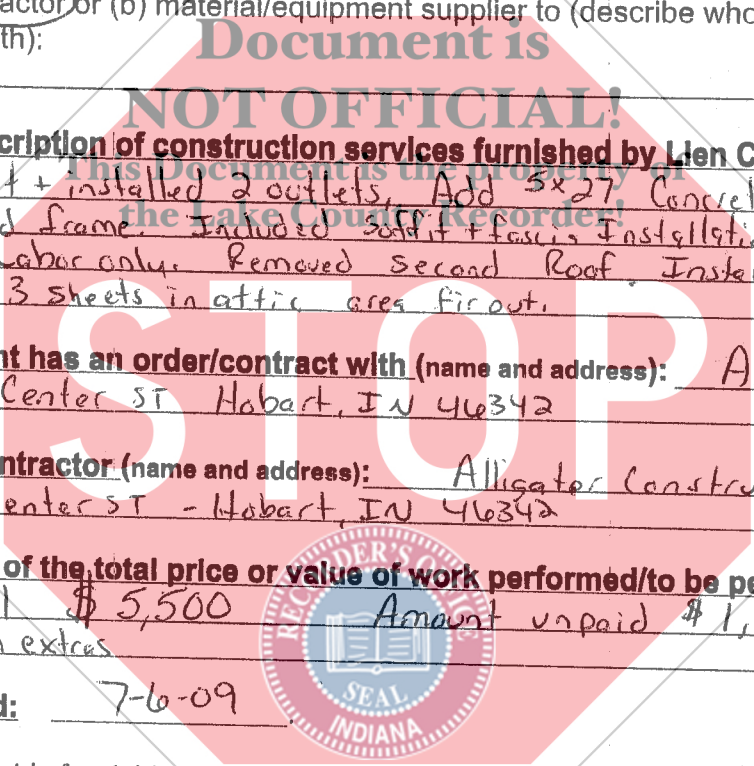 actor or (b) material/equipment supplier to (describe who
th):
Document is
NOT OFFICIAL!
This Document is the property of
the Lake County Recorder!
cription of construction services furnished by Lien C
t + installed 2 outlets, Add 5x27 Concret
d frame. Included Soffit + fascia Installati
Labor only. Removed Second Roof Insta
3 sheets in attic area fir out.
STOP
nt has an order/contract with (name and address): A
Center ST Hobart, IN 46342
ntractor (name and address): Alligator Constru
enter ST - Hobart, IN 46342
of the total price or value of work performed/to be pe
$ 5,500 Amount unpaid $ 1,
extras
d: 7-6-09
RECORDER'S OFFICE
SEAL
INDIANA